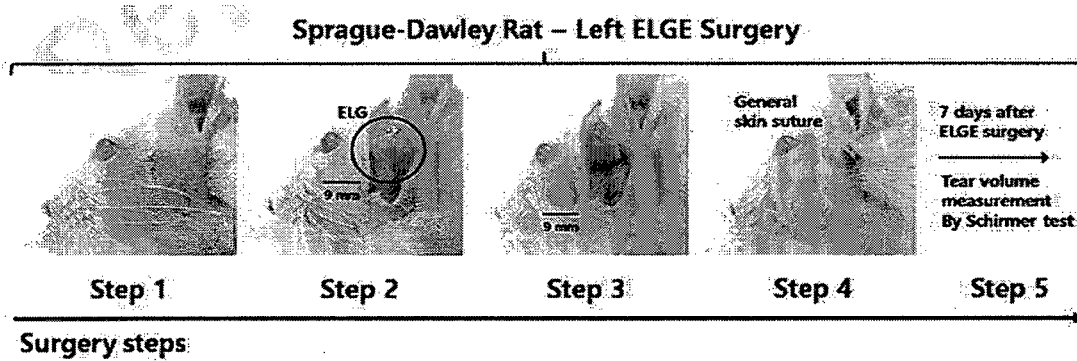 Sprague-Dawley Rat – Left ELGE Surgery
ELG
9 mm
9 mm
General
skin suture
7 days after
ELGE surgery
Tear volume
measurement
By Schirmer test
Step 1
Step 2
Step 3
Step 4
Step 5
Surgery steps